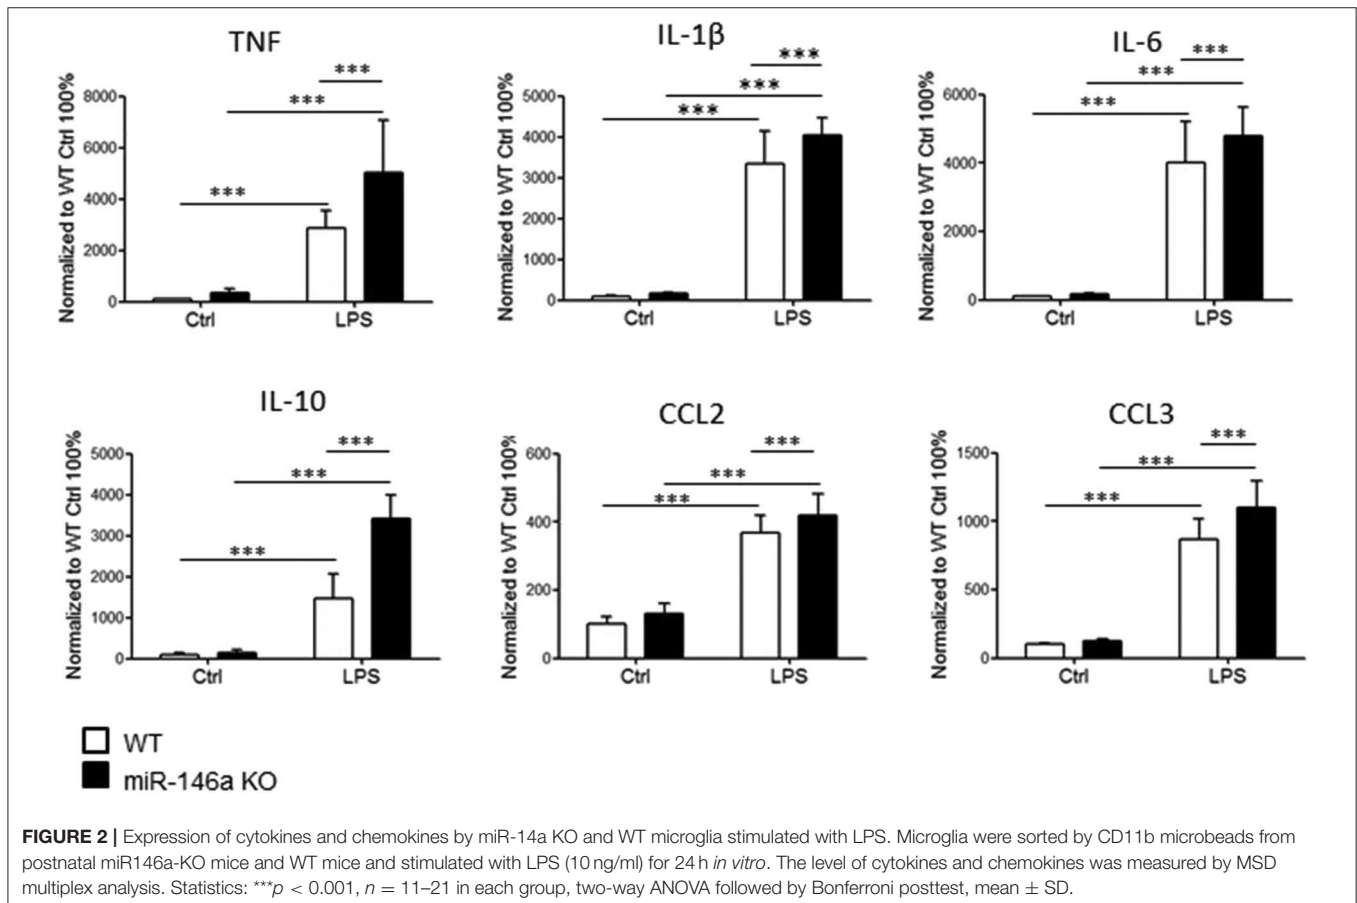 TNF
IL-1β
IL-6
Normalized to WT Ctrl 100%
8000
6000
4000
2000
0
***
***
***
Ctrl
LPS
Normalized to WT Ctrl 100%
5000
4000
3000
2000
1000
0
***
***
***
Ctrl
LPS
Normalized to WT Ctrl 100%
6000
4000
2000
0
***
***
***
Ctrl
LPS
IL-10
CCL2
CCL3
Normalized to WT Ctrl 100%
5000
4000
3000
2000
1000
0
***
***
***
Ctrl
LPS
Normalized to WT Ctrl 100%
600
400
200
0
***
***
***
Ctrl
LPS
Normalized to WT Ctrl 100%
1500
1000
500
0
***
***
***
Ctrl
LPS
WT
miR-146a KO
FIGURE 2 | Expression of cytokines and chemokines by miR-14a KO and WT microglia stimulated with LPS. Microglia were sorted by CD11b microbeads from
postnatal miR146a-KO mice and WT mice and stimulated with LPS (10 ng/ml) for 24 h in vitro. The level of cytokines and chemokines was measured by MSD
multiplex analysis. Statistics: ***p < 0.001, n = 11–21 in each group, two-way ANOVA followed by Bonferroni posttest, mean ± SD.